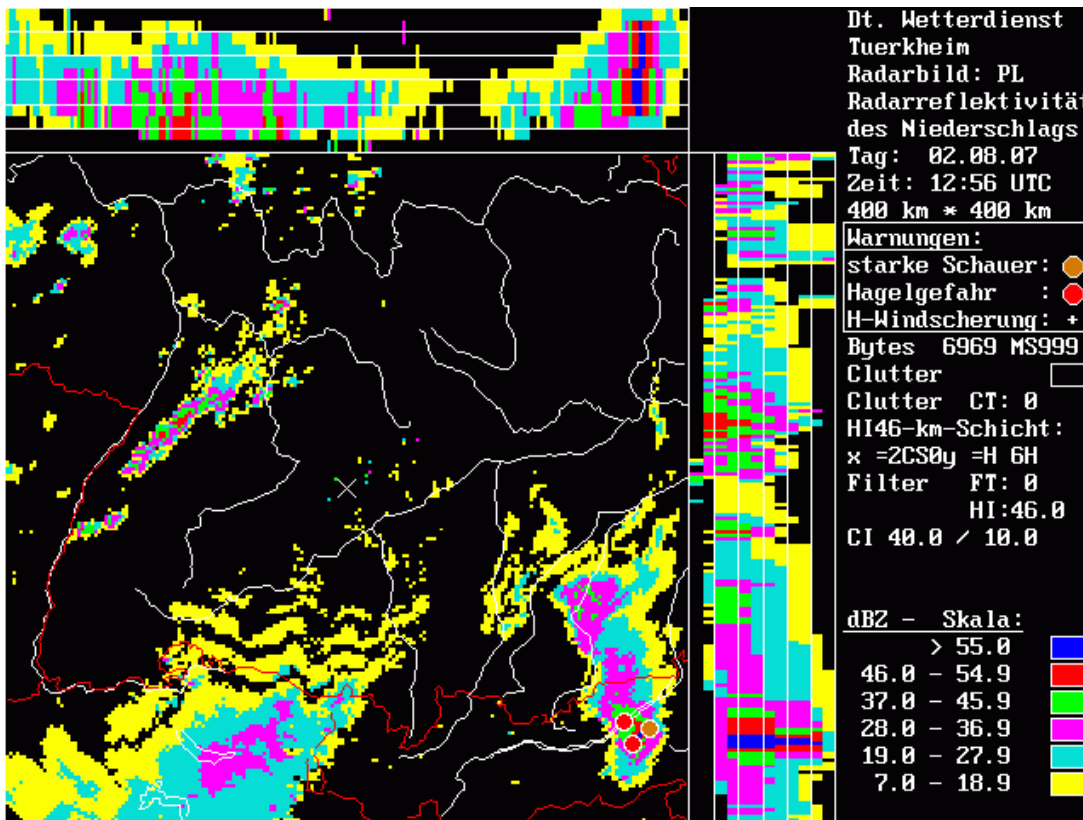 Dt. Wetterdienst
Tuerkheim
Radarbild: PL
Radarreflektivität
des Niederschlags
Tag: 02.08.07
Zeit: 12:56 UTC
400 km * 400 km
Warnungen:
starke Schauer:
Hagelgefahr :
H-Windscherung: +
Bytes 6969 MS999
Clutter
Clutter CT: 0
HI46-km-Schicht:
x =2CS0y =H 6H
Filter FT: 0
HI:46.0
CI 40.0 / 10.0
dBZ - Skala:
> 55.0
46.0 - 54.9
37.0 - 45.9
28.0 - 36.9
19.0 - 27.9
7.0 - 18.9